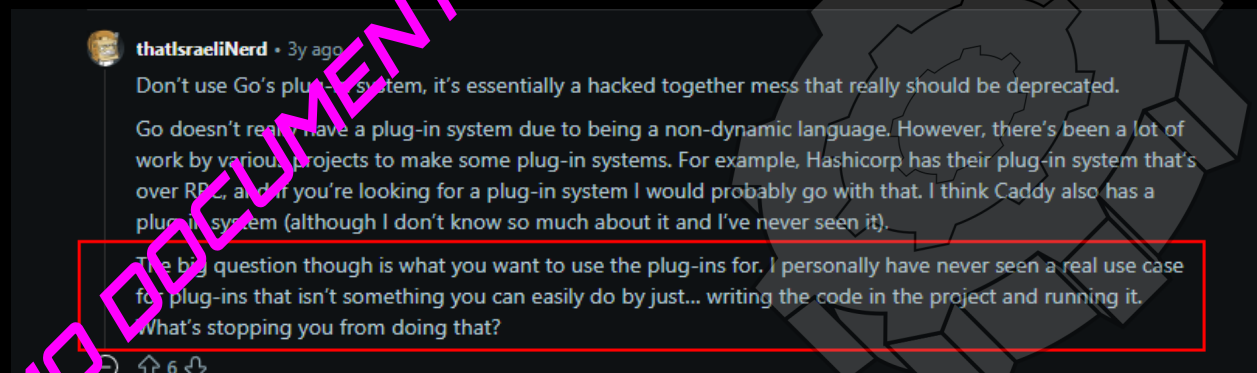 thatIsraeliNerd • 3y ago
Don't use Go's plug-in system, it's essentially a hacked together mess that really should be deprecated.
Go doesn't really have a plug-in system due to being a non-dynamic language. However, there's been a lot of
work by various projects to make some plug-in systems. For example, Hashicorp has their plug-in system that's
over RPC, and if you're looking for a plug-in system I would probably go with that. I think Caddy also has a
plug-in system (although I don't know so much about it and I've never seen it).
The big question though is what you want to use the plug-ins for. I personally have never seen a real use case
for plug-ins that isn't something you can easily do by just... writing the code in the project and running it.
What's stopping you from doing that?
6
DOCUMENT